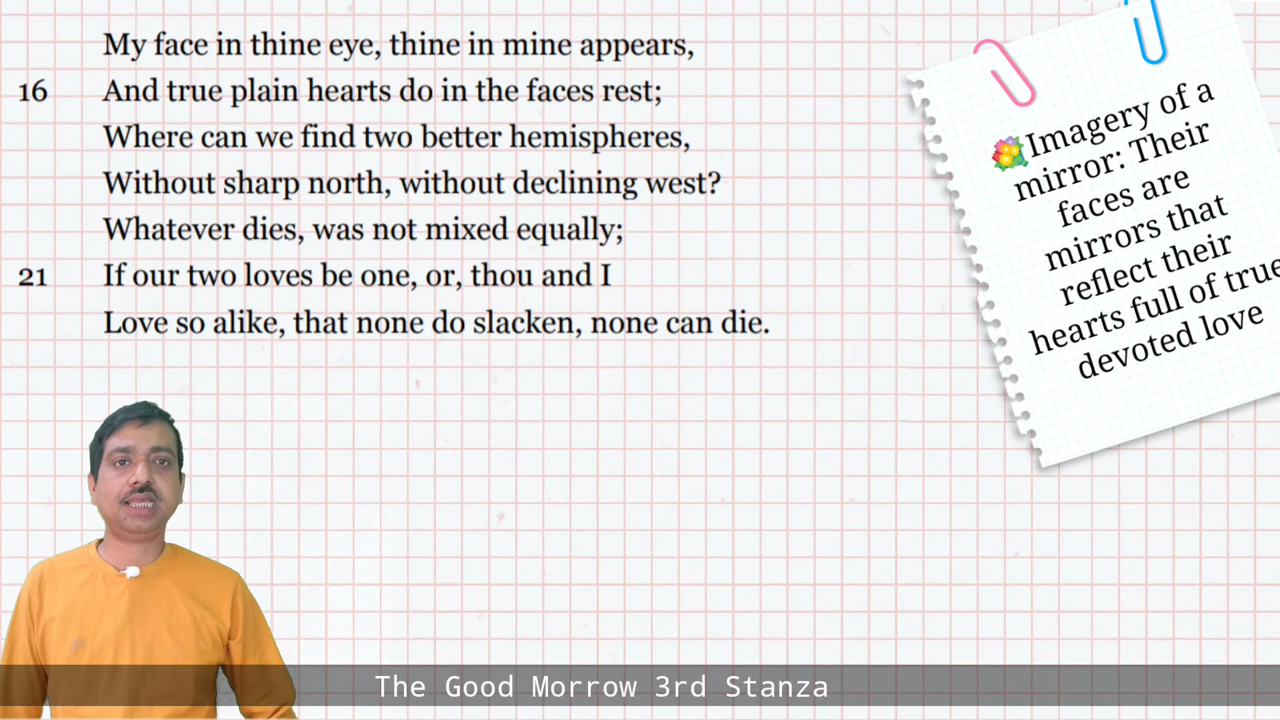 My face in thine eye, thine in mine appears,
16 And true plain hearts do in the faces rest;
Where can we find two better hemispheres,
Without sharp north, without declining west?
Whatever dies, was not mixed equally;
21 If our two loves be one, or, thou and I
Love so alike, that none do slacken, none can die.
💐Imagery of a
mirror: Their
faces are
mirrors that
reflect their
hearts full of true
devoted love
The Good Morrow 3rd Stanza